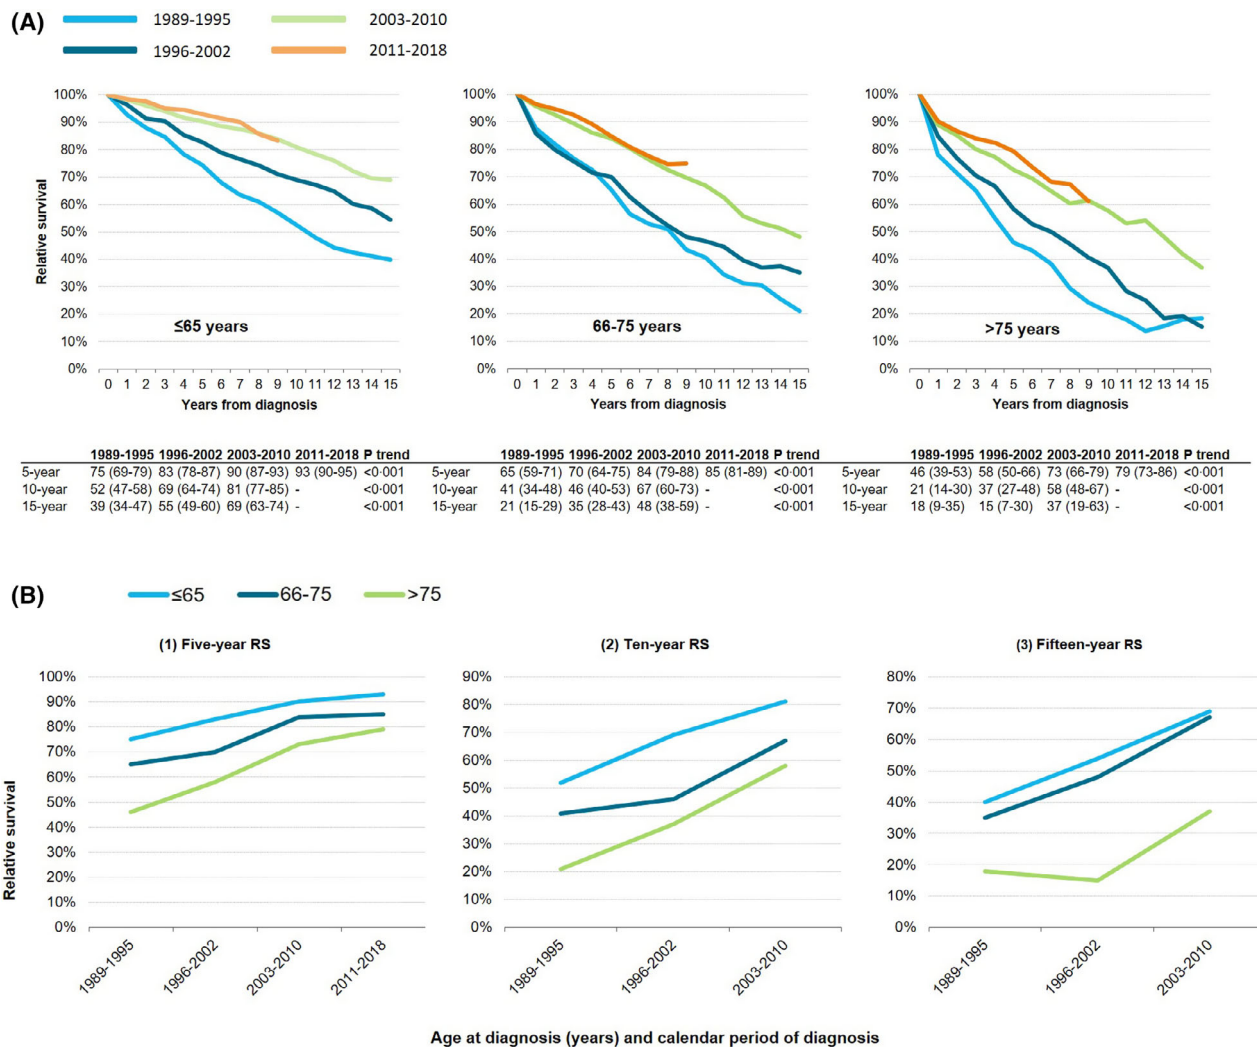 (A)
1989-1995 2003-2010
1996-2002 2011-2018
Relative survival
100%
90%
80%
70%
60%
50%
40%
30%
20%
10%
0%
≤65 years
0 1 2 3 4 5 6 7 8 9 10 11 12 13 14 15
Years from diagnosis
100%
90%
80%
70%
60%
50%
40%
30%
20%
10%
0%
66-75 years
0 1 2 3 4 5 6 7 8 9 10 11 12 13 14 15
Years from diagnosis
100%
90%
80%
70%
60%
50%
40%
30%
20%
10%
0%
>75 years
0 1 2 3 4 5 6 7 8 9 10 11 12 13 14 15
Years from diagnosis
1989-1995 1996-2002 2003-2010 2011-2018 P trend
5-year 75 (69-79) 83 (78-87) 90 (87-93) 93 (90-95) <0·001
10-year 52 (47-58) 69 (64-74) 81 (77-85) - <0·001
15-year 39 (34-47) 55 (49-60) 69 (63-74) - <0·001
1989-1995 1996-2002 2003-2010 2011-2018 P trend
5-year 65 (59-71) 70 (64-75) 84 (79-88) 85 (81-89) <0·001
10-year 41 (34-48) 46 (40-53) 67 (60-73) - <0·001
15-year 21 (15-29) 35 (28-43) 48 (38-59) - <0·001
1989-1995 1996-2002 2003-2010 2011-2018 P trend
5-year 46 (39-53) 58 (50-66) 73 (66-79) 79 (73-86) <0·001
10-year 21 (14-30) 37 (27-48) 58 (48-67) - <0·001
15-year 18 (9-35) 15 (7-30) 37 (19-63) - <0·001
(B)
≤65 66-75 >75
(1) Five-year RS
Relative survival
100%
90%
80%
70%
60%
50%
40%
30%
20%
10%
0%
1989-1995 1996-2002 2003-2010 2011-2018
(2) Ten-year RS
90%
80%
70%
60%
50%
40%
30%
20%
10%
0%
1989-1995 1996-2002 2003-2010
(3) Fifteen-year RS
80%
70%
60%
50%
40%
30%
20%
10%
0%
1989-1995 1996-2002 2003-2010
Age at diagnosis (years) and calendar period of diagnosis